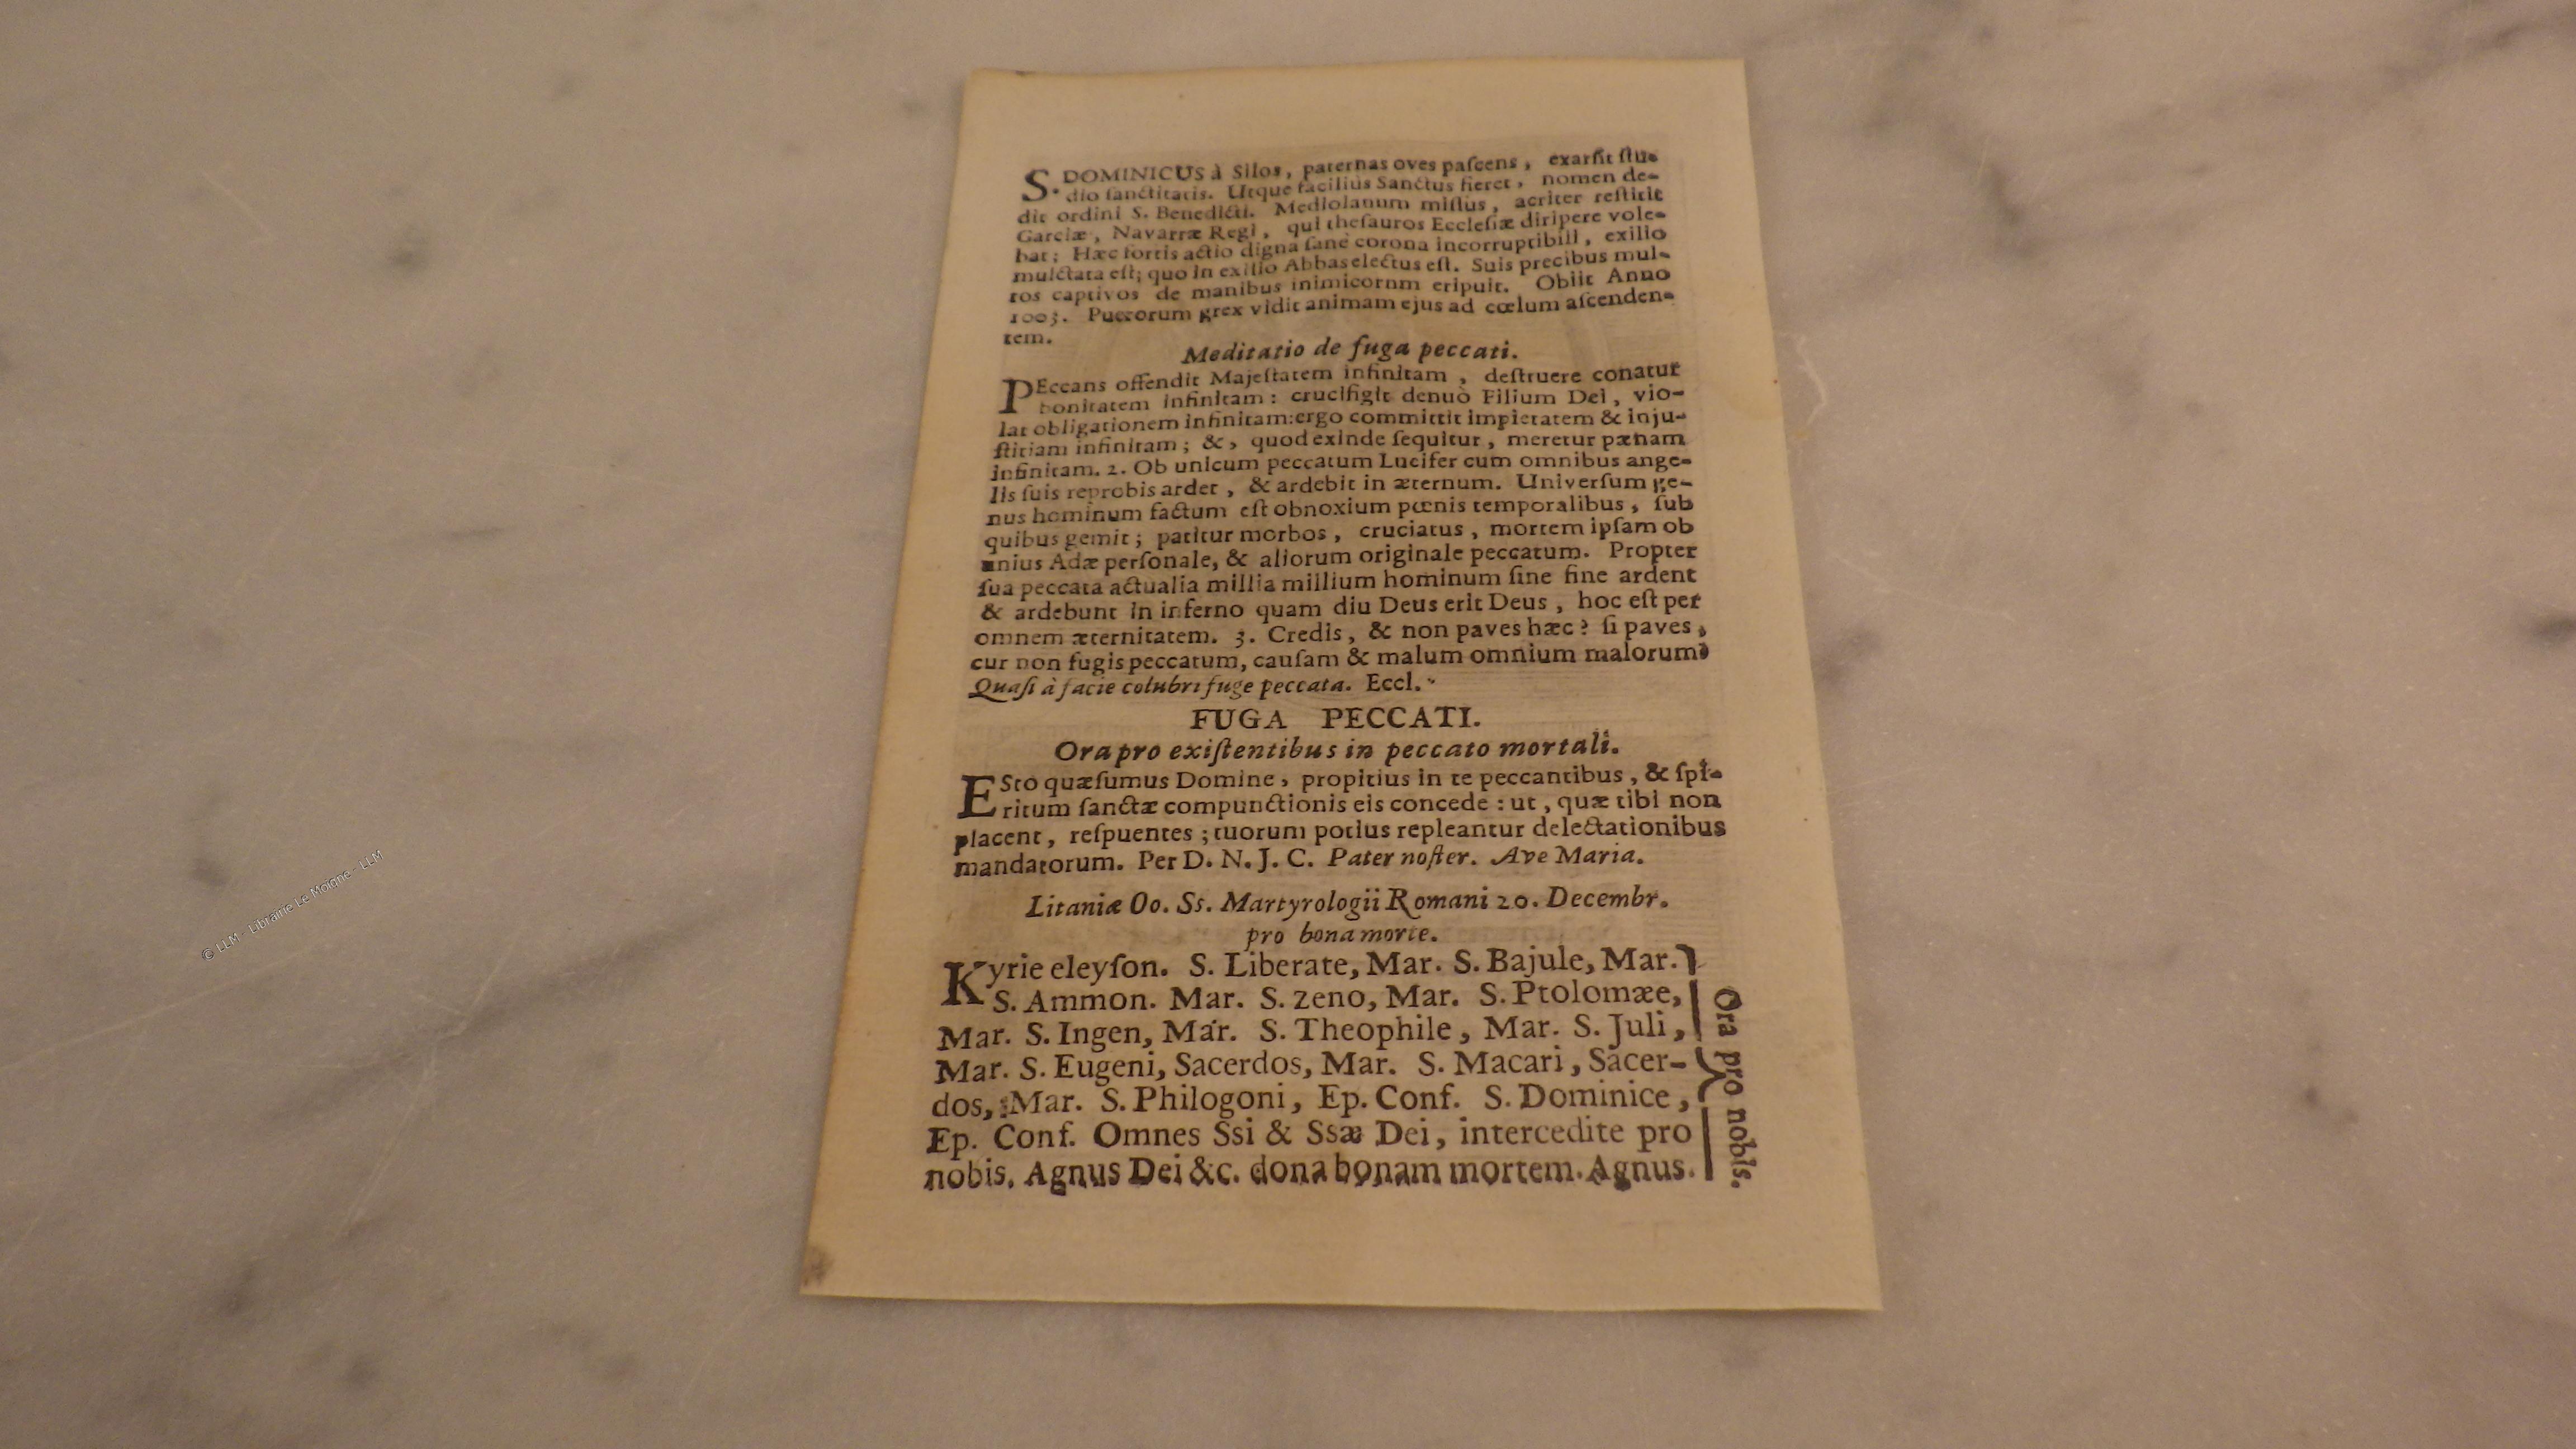 S. DOMINICUS à Silos, paternas oves paſcens, exarſit ſtu-
dio ſanctitatis. Utque facilius Sanctus fieret, nomen de-
dit ordini S. Benedicti. Mediolanum miſſus, acriter reſtitit
Garciæ, Navarræ Regi, qui theſauros Eccleſiæ diripere vole-
bat: Hæc fortis actio digna ſanè corona incorruptibili, exilio
mulctata eſt; quo in exilio Abbas electus eſt. Suis precibus mul-
tos captivos de manibus inimicornm eripuit. Obiit Anno
1003. Puerorum grex vidit animam ejus ad cœlum aſcenden-
tem.
Meditatio de fuga peccati.
PEccans offendit Majeſtatem infinitam, deſtruere conatur
bonitatem infinitam: crucifigit denuò Filium Dei, vio-
lat obligationem infinitam: ergo committit impietatem & inju-
ſtitiam infinitam; &, quod exinde ſequitur, meretur pænam
infinitam. 2. Ob unicum peccatum Lucifer cum omnibus ange-
lis ſuis reprobis ardet, & ardebit in æternum. Univerſum ge-
nus hominum factum eſt obnoxium pœnis temporalibus, ſub
quibus gemit; patitur morbos, cruciatus, mortem ipſam ob
unius Adæ perſonale, & aliorum originale peccatum. Propter
ſua peccata actualia millia millium hominum ſine fine ardent
& ardebunt in inferno quam diu Deus erit Deus, hoc eſt per
omnem æternitatem. 3. Credis, & non paves hæc? ſi paves,
cur non fugis peccatum, cauſam & malum omnium malorum?
Quaſi à facie colubri fuge peccata. Eccl.
FUGA PECCATI.
Ora pro exiſtentibus in peccato mortali.
ESto quæſumus Domine, propitius in te peccantibus, & ſpi-
ritum ſanctæ compunctionis eis concede: ut, quæ tibi non
placent, reſpuentes; tuorum potius repleantur delectationibus
mandatorum. Per D. N. J. C. Pater noſter. Ave Maria.
Litaniæ Oo. Ss. Martyrologii Romani 20. Decembr.
pro bona morte.
Kyrie eleyſon. S. Liberate, Mar. S. Bajule, Mar.
S. Ammon. Mar. S. zeno, Mar. S. Ptolomæe,
Mar. S. Ingen, Mar. S. Theophile, Mar. S. Juli,
Mar. S. Eugeni, Sacerdos, Mar. S. Macari, Sacer-
dos, Mar. S. Philogoni, Ep. Conf. S. Dominice,
Ep. Conf. Omnes Ssi & Ssæ Dei, intercedite pro
nobis. Agnus Dei &c. dona bonam mortem. Agnus.
Ora pro nobis.
© LLM - Librairie Le Moigne - LLM